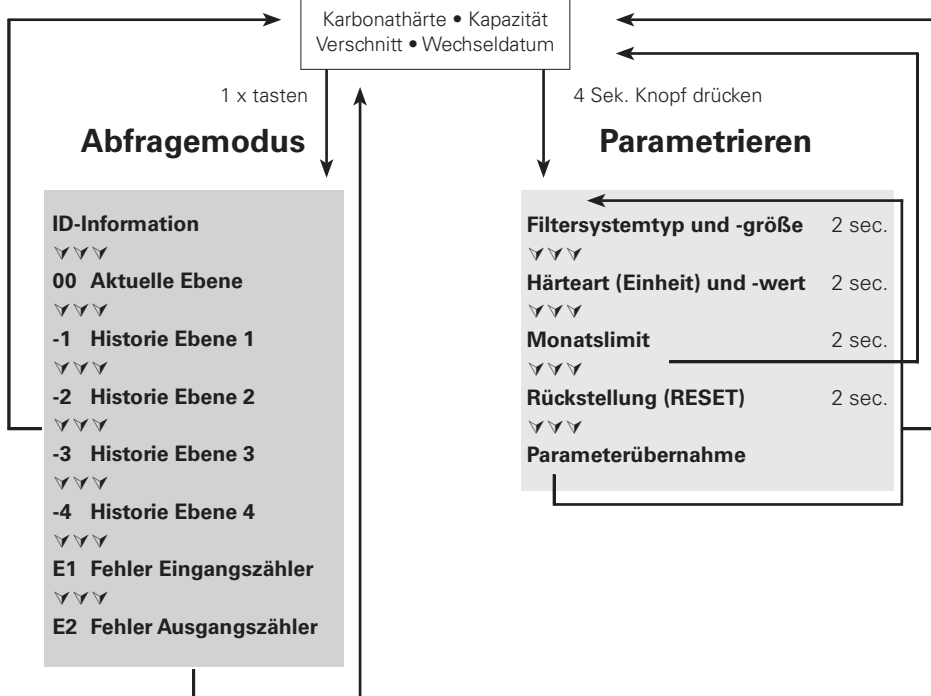 Karbonathärte • Kapazität
Verschnitt • Wechseldatum
1 x tasten
4 Sek. Knopf drücken
Abfragemodus
Parametrieren
ID-Information
00 Aktuelle Ebene
-1 Historie Ebene 1
-2 Historie Ebene 2
-3 Historie Ebene 3
-4 Historie Ebene 4
E1 Fehler Eingangszähler
E2 Fehler Ausgangszähler
Filtersystemtyp und -größe 2 sec.
Härteart (Einheit) und -wert 2 sec.
Monatslimit 2 sec.
Rückstellung (RESET) 2 sec.
Parameterübernahme